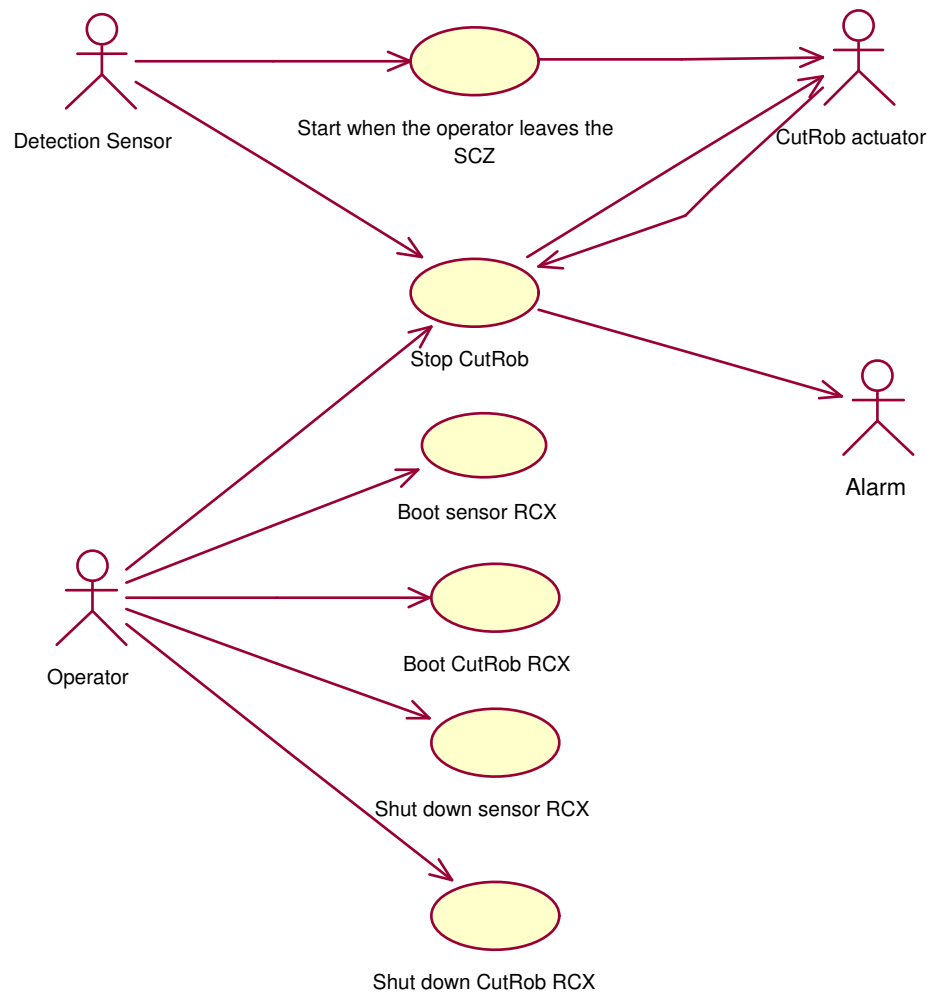 Detection Sensor
Start when the operator leaves the
SCZ
CutRob actuator
Stop CutRob
Alarm
Boot sensor RCX
Operator
Boot CutRob RCX
Shut down sensor RCX
Shut down CutRob RCX